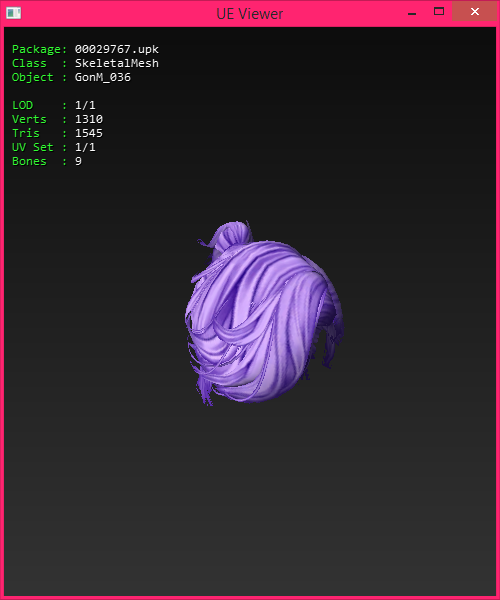 UE Viewer
Package: 00029767.upk
Class : SkeletalMesh
Object : GonM_036
LOD : 1/1
Verts : 1310
Tris : 1545
UV Set : 1/1
Bones : 9